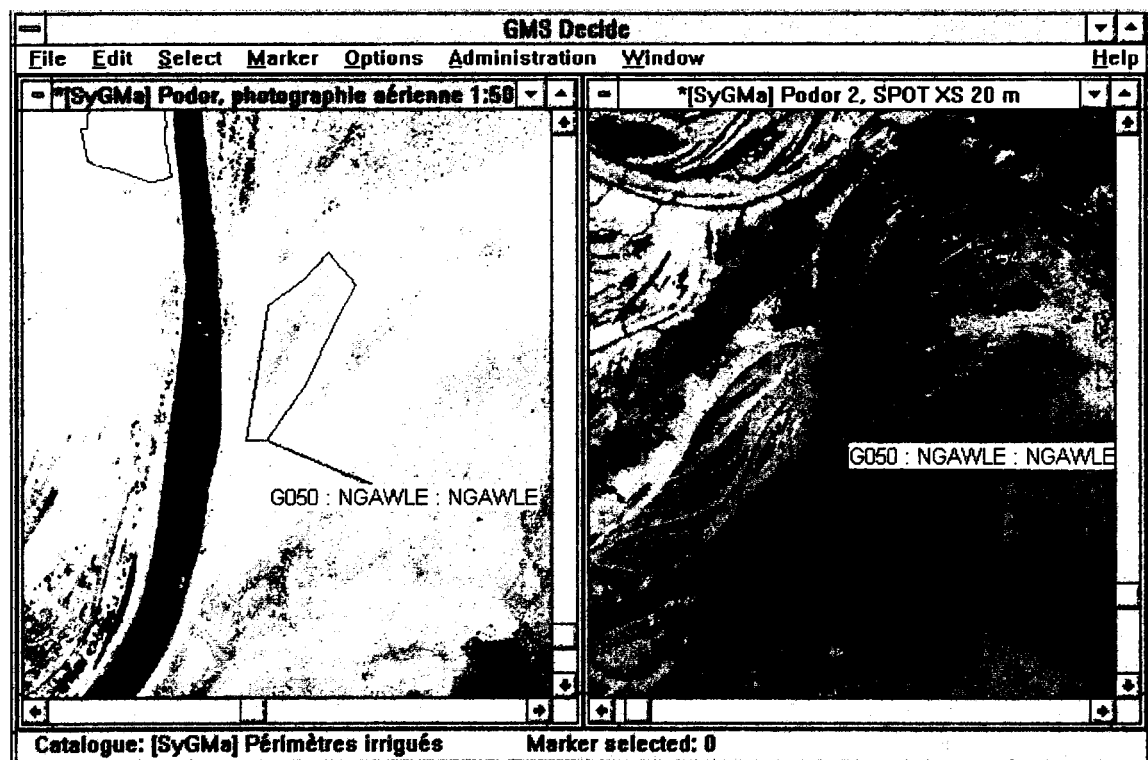 GMS Decide
File Edit Select Marker Options Administration Window Help
*[SyGMa] Podor, photographie aérienne 1:50
*[SyGMa] Podor 2, SPOT XS 20 m
G050 : NGAWLE : NGAWLE
G050 : NGAWLE : NGAWLE
Catalogue: [SyGMa] Périmètres irrigués Marker selected: 0